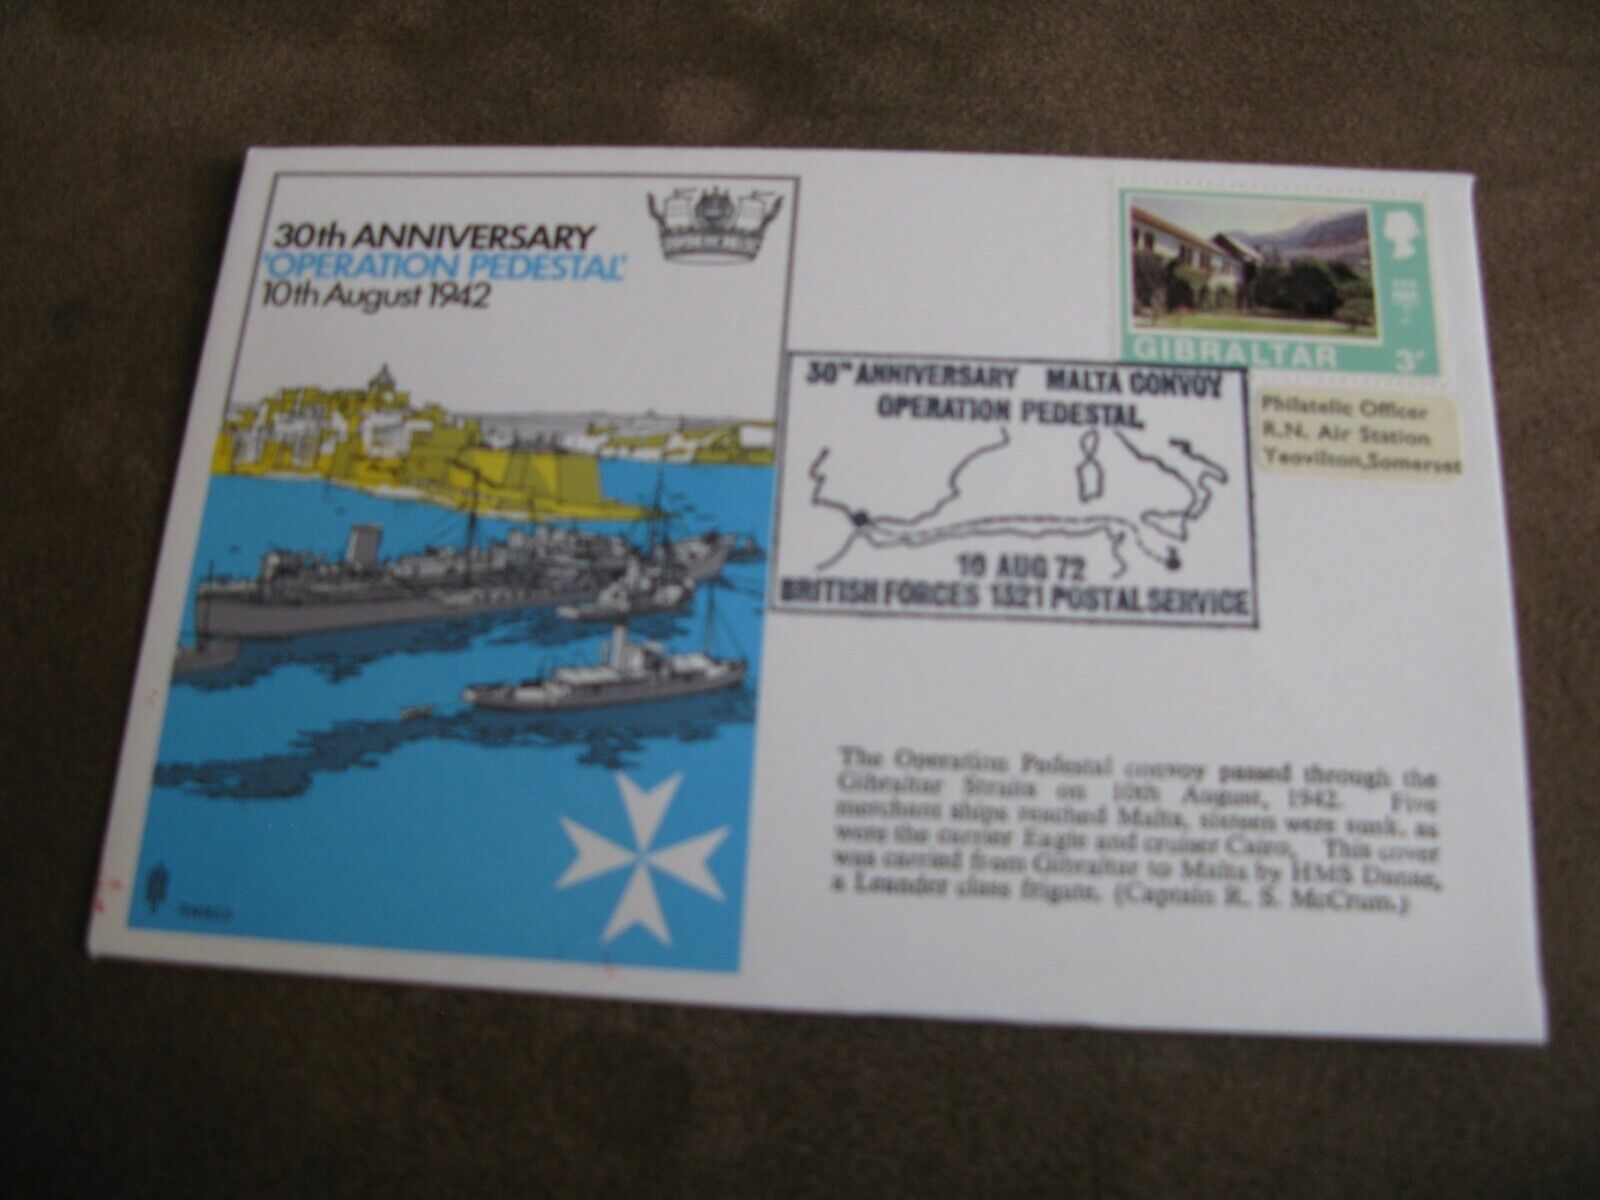 30th ANNIVERSARY
'OPERATION PEDESTAL'
10th August 1942
GIBRALTAR 3P
30TH ANNIVERSARY MALTA CONVOY
OPERATION PEDESTAL
10 AUG 72
BRITISH FORCES 1321 POSTAL SERVICE
Philatelic Officer
R.N. Air Station
Yeovilton,Somerset
The Operation Pedestal convoy passed through the
Gibraltar Straits on 10th August, 1942. Five
merchant ships reached Malta, sixteen were sunk, as
were the carrier Eagle and cruiser Cairo. This cover
was carried from Gibraltar to Malta by HMS Danae,
a Leander class frigate. (Captain R. S. McCrum.)